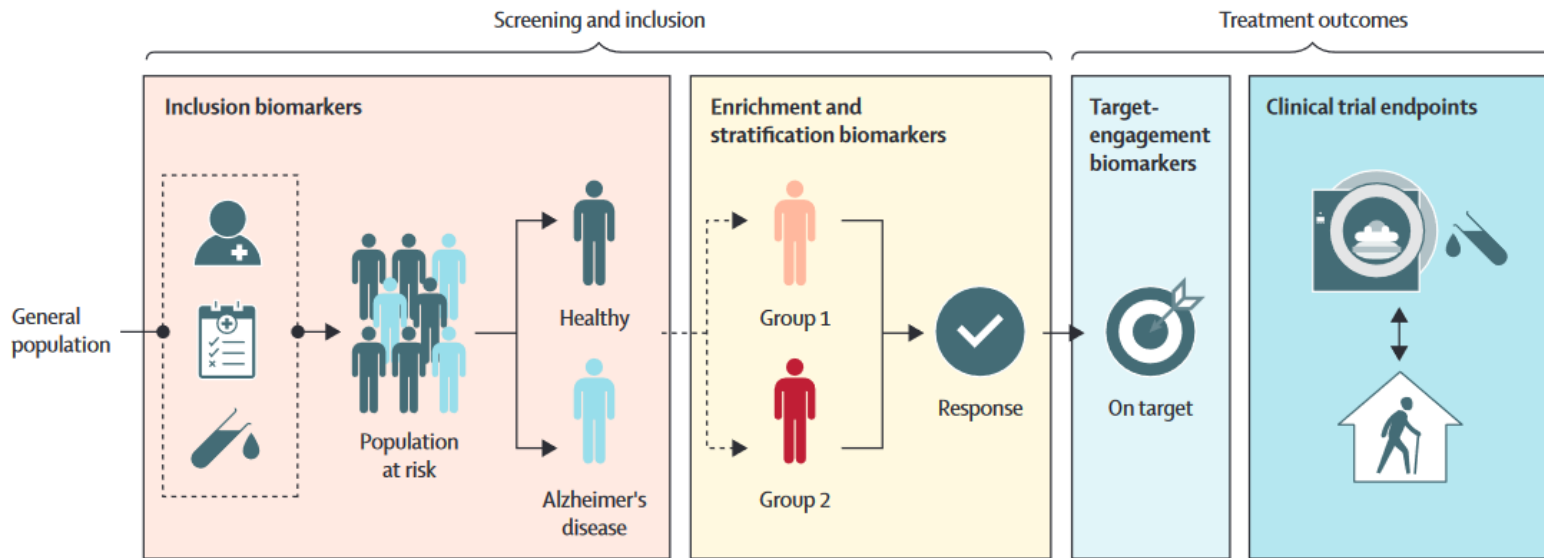 Screening and inclusion
Treatment outcomes
Inclusion biomarkers
Enrichment and
stratification biomarkers
Target-
engagement
biomarkers
Clinical trial endpoints
General
population
Population
at risk
Healthy
Alzheimer's
disease
Group 1
Group 2
Response
On target